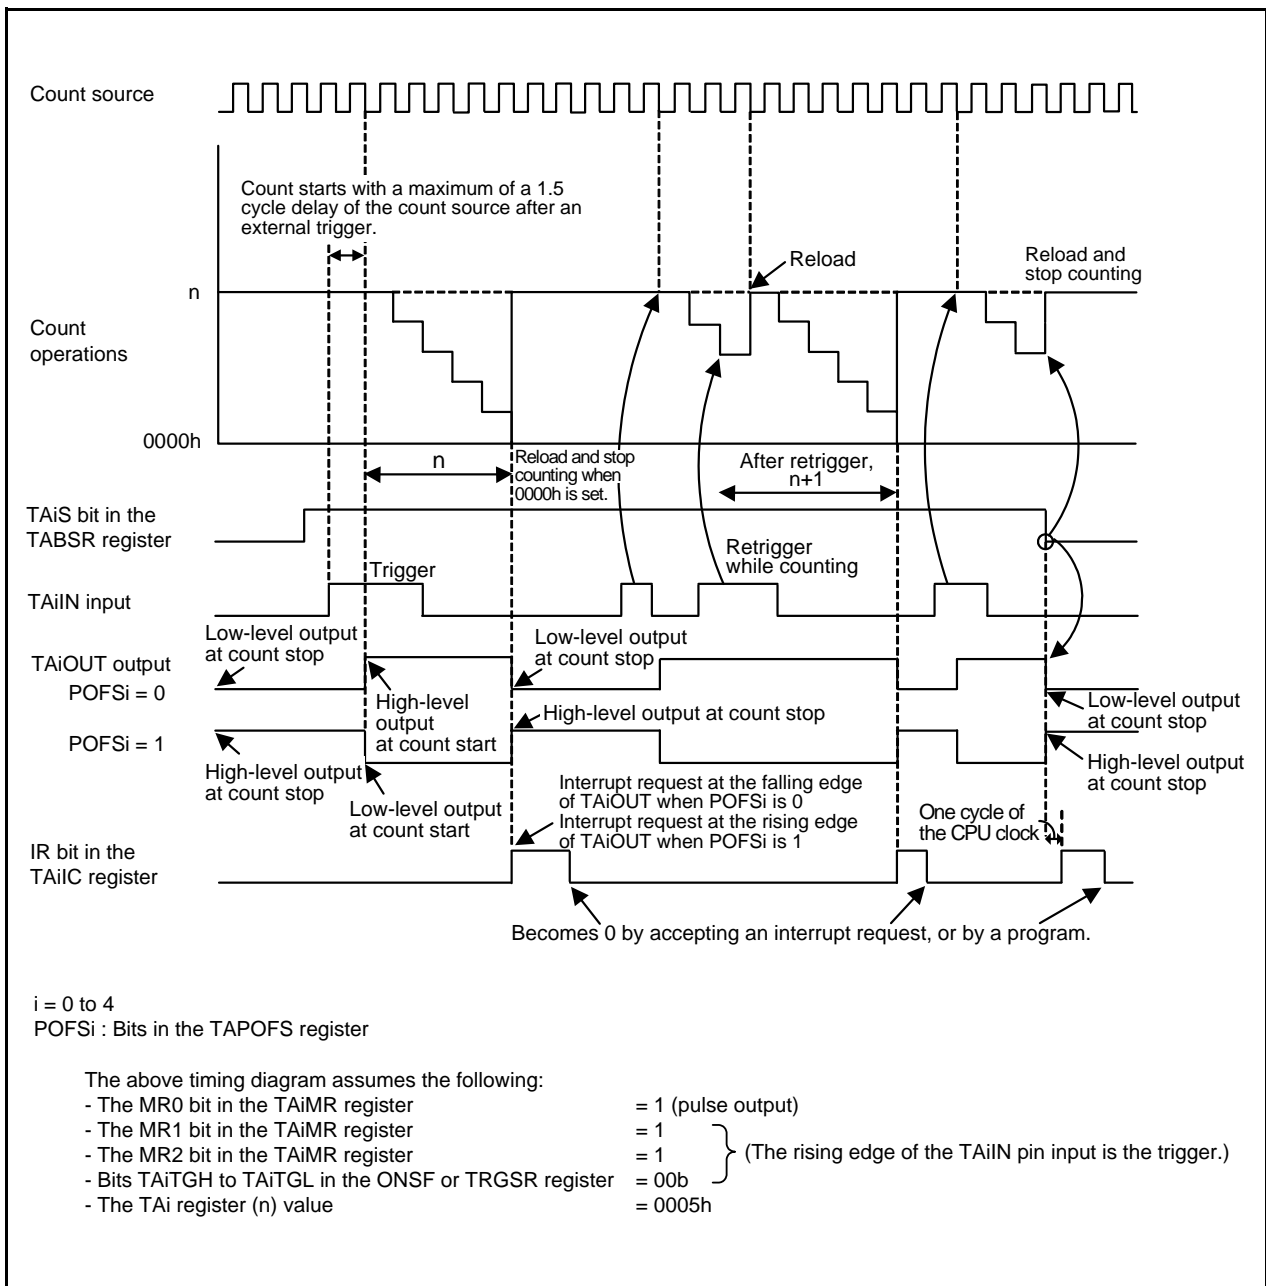 Count source
Count starts with a maximum of a 1.5
cycle delay of the count source after an
external trigger.
Reload
Reload and
stop counting
n
Count
operations
0000h
n
Reload and stop
counting when
0000h is set.
After retrigger,
n+1
TAiS bit in the
TABSR register
Retrigger
while counting
Trigger
TAiIN input
Low-level output
at count stop
Low-level output
at count stop
TAiOUT output
POFSi = 0
High-level
output
at count start
Low-level output
at count stop
High-level output at count stop
POFSi = 1
High-level output
at count stop
Low-level output
at count start
High-level output
at count stop
Interrupt request at the falling edge
of TAiOUT when POFSi is 0
Interrupt request at the rising edge
of TAiOUT when POFSi is 1
One cycle of
the CPU clock
IR bit in the
TAiIC register
Becomes 0 by accepting an interrupt request, or by a program.
i = 0 to 4
POFSi : Bits in the TAPOFS register
The above timing diagram assumes the following:
- The MR0 bit in the TAiMR register = 1 (pulse output)
- The MR1 bit in the TAiMR register = 1
- The MR2 bit in the TAiMR register = 1 (The rising edge of the TAiIN pin input is the trigger.)
- Bits TAiTGH to TAiTGL in the ONSF or TRGSR register = 00b
- The TAi register (n) value = 0005h